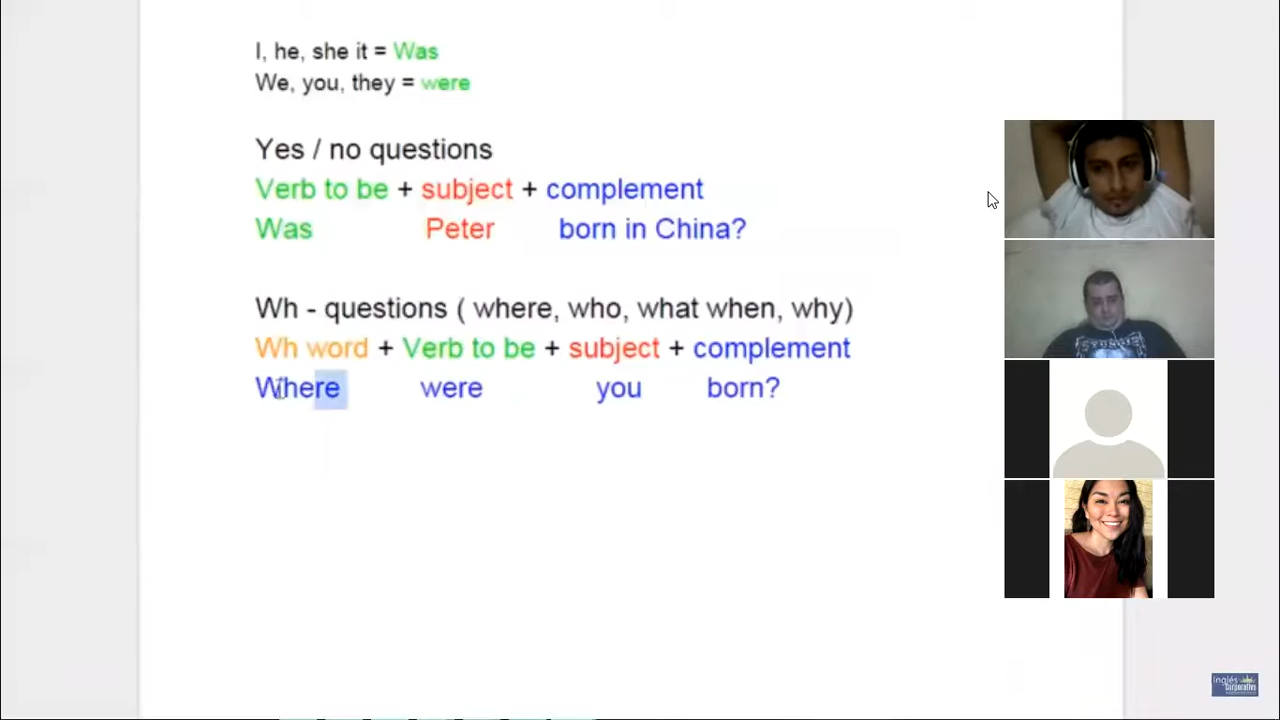 I, he, she it = Was
We, you, they = were
Yes / no questions
Verb to be + subject + complement
Was Peter born in China?
Wh - questions ( where, who, what when, why)
Wh word + Verb to be + subject + complement
Where were you born?
Inglés
Corporativo